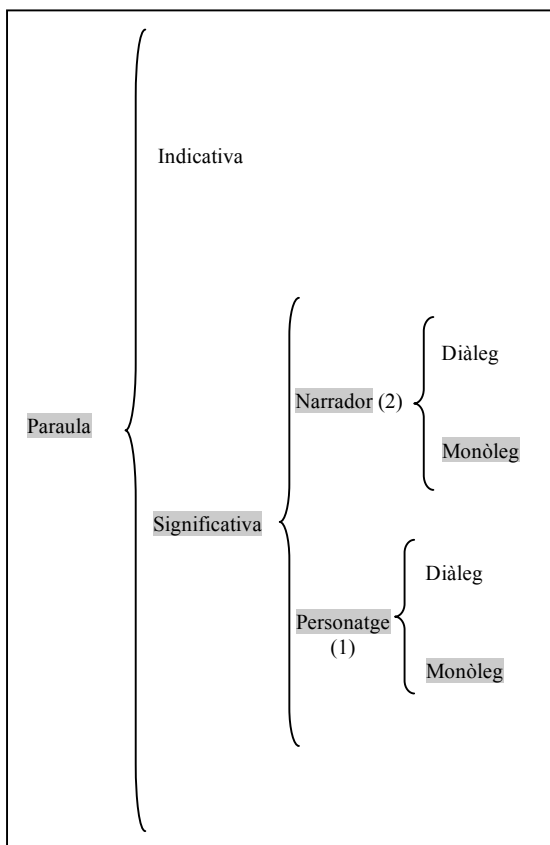 Indicativa
Diàleg
Narrador (2)
Paraula
Monòleg
Significativa
Diàleg
Personatge
(1)
Monòleg